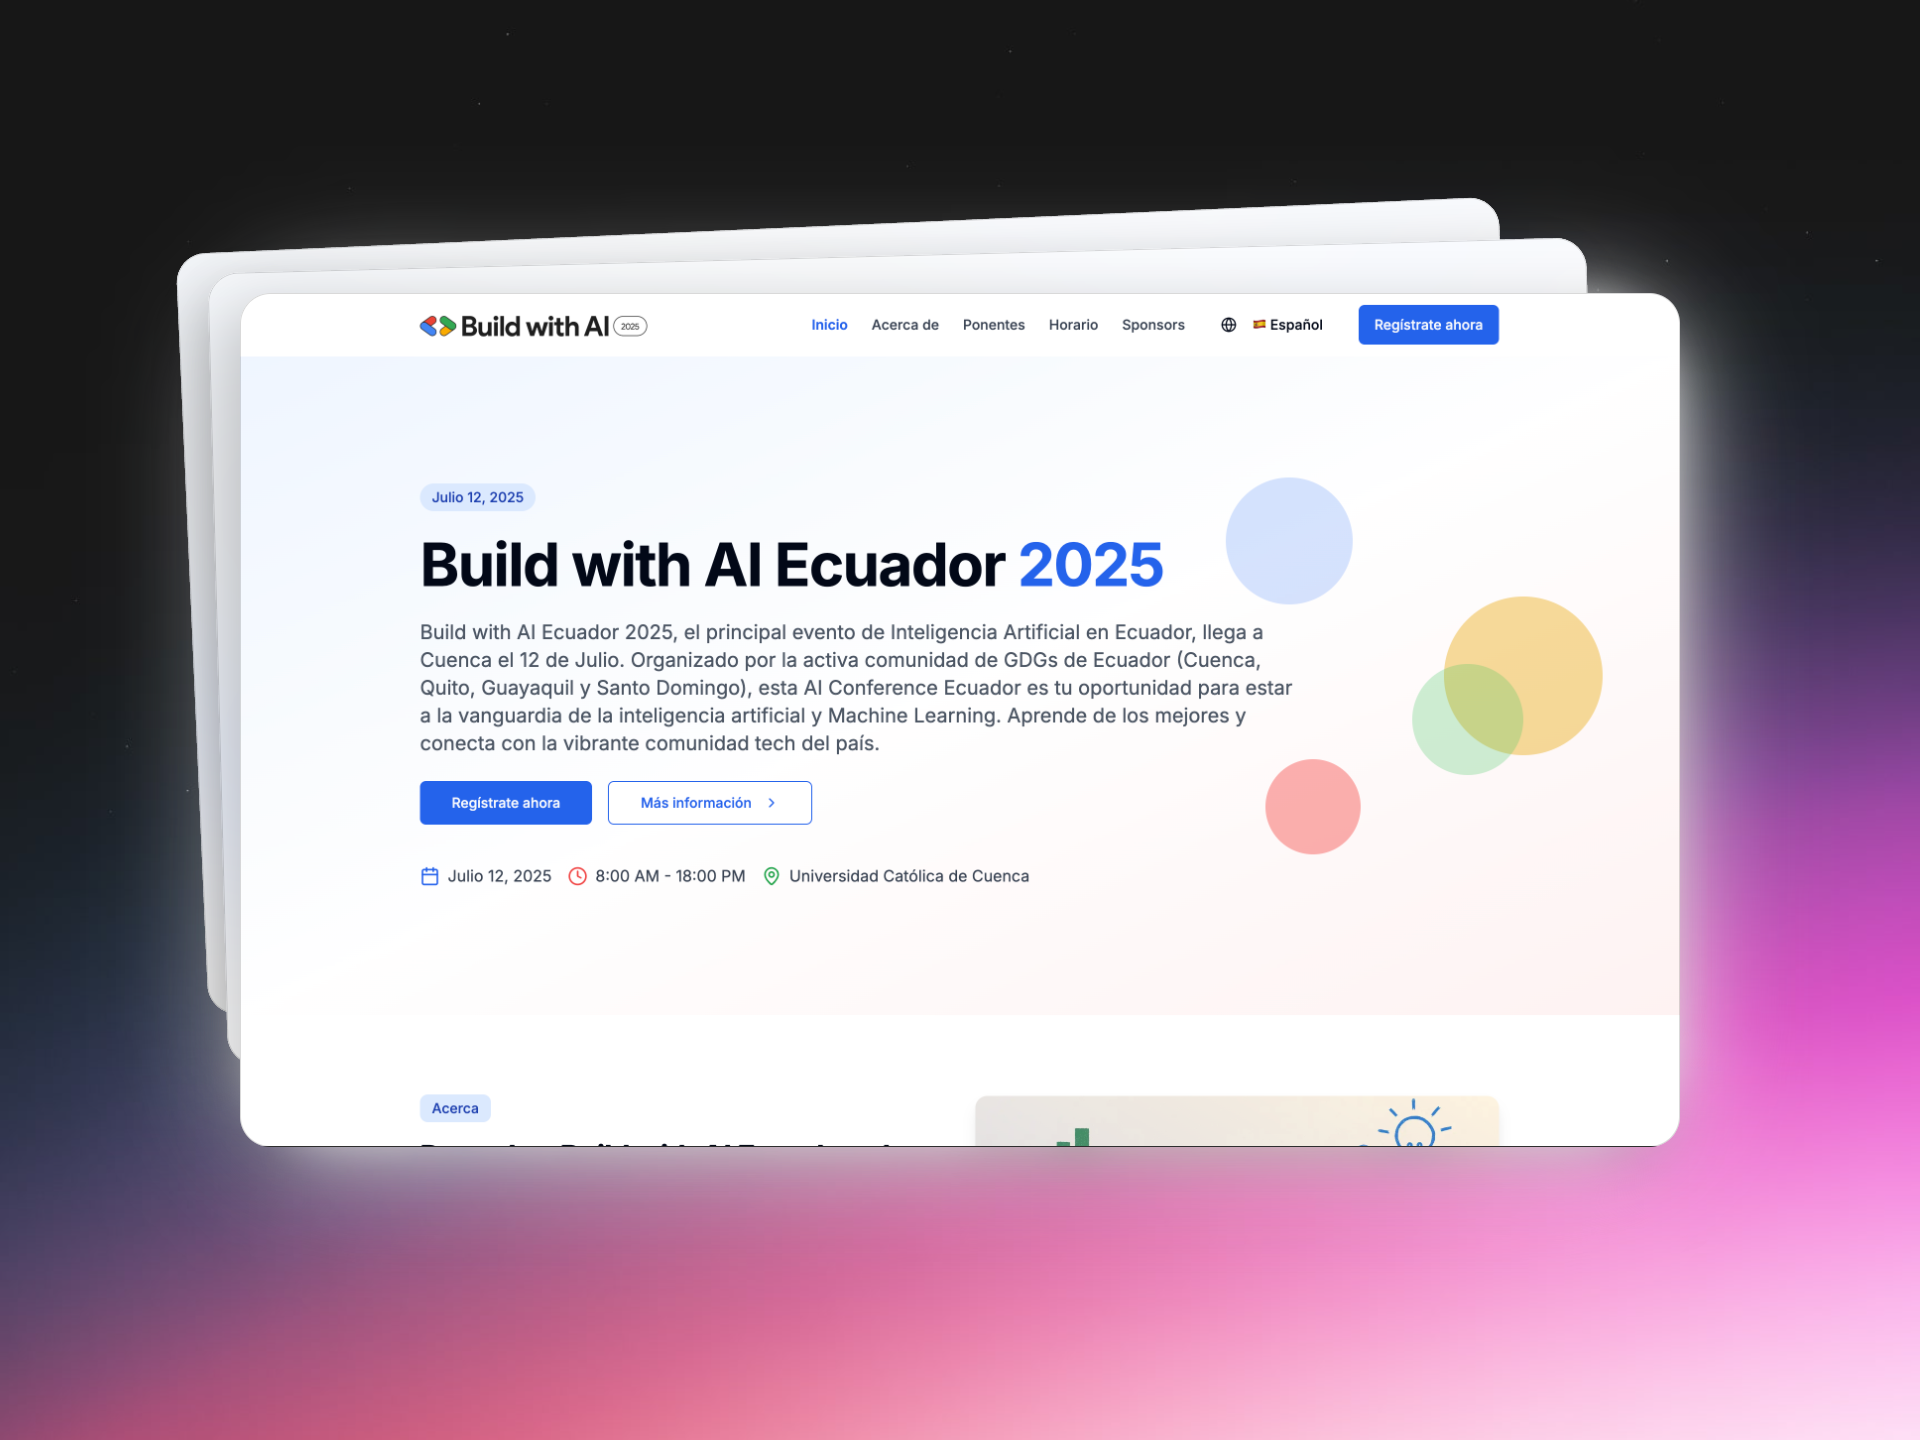 Build with AI 2025
Inicio Acerca de Ponentes Horario Sponsors Español Regístrate ahora
Julio 12, 2025
Build with AI Ecuador 2025
Build with AI Ecuador 2025, el principal evento de Inteligencia Artificial en Ecuador, llega a
Cuenca el 12 de Julio. Organizado por la activa comunidad de GDGs de Ecuador (Cuenca,
Quito, Guayaquil y Santo Domingo), esta AI Conference Ecuador es tu oportunidad para estar
a la vanguardia de la inteligencia artificial y Machine Learning. Aprende de los mejores y
conecta con la vibrante comunidad tech del país.
Regístrate ahora Más información
Julio 12, 2025 8:00 AM - 18:00 PM Universidad Católica de Cuenca
Acerca